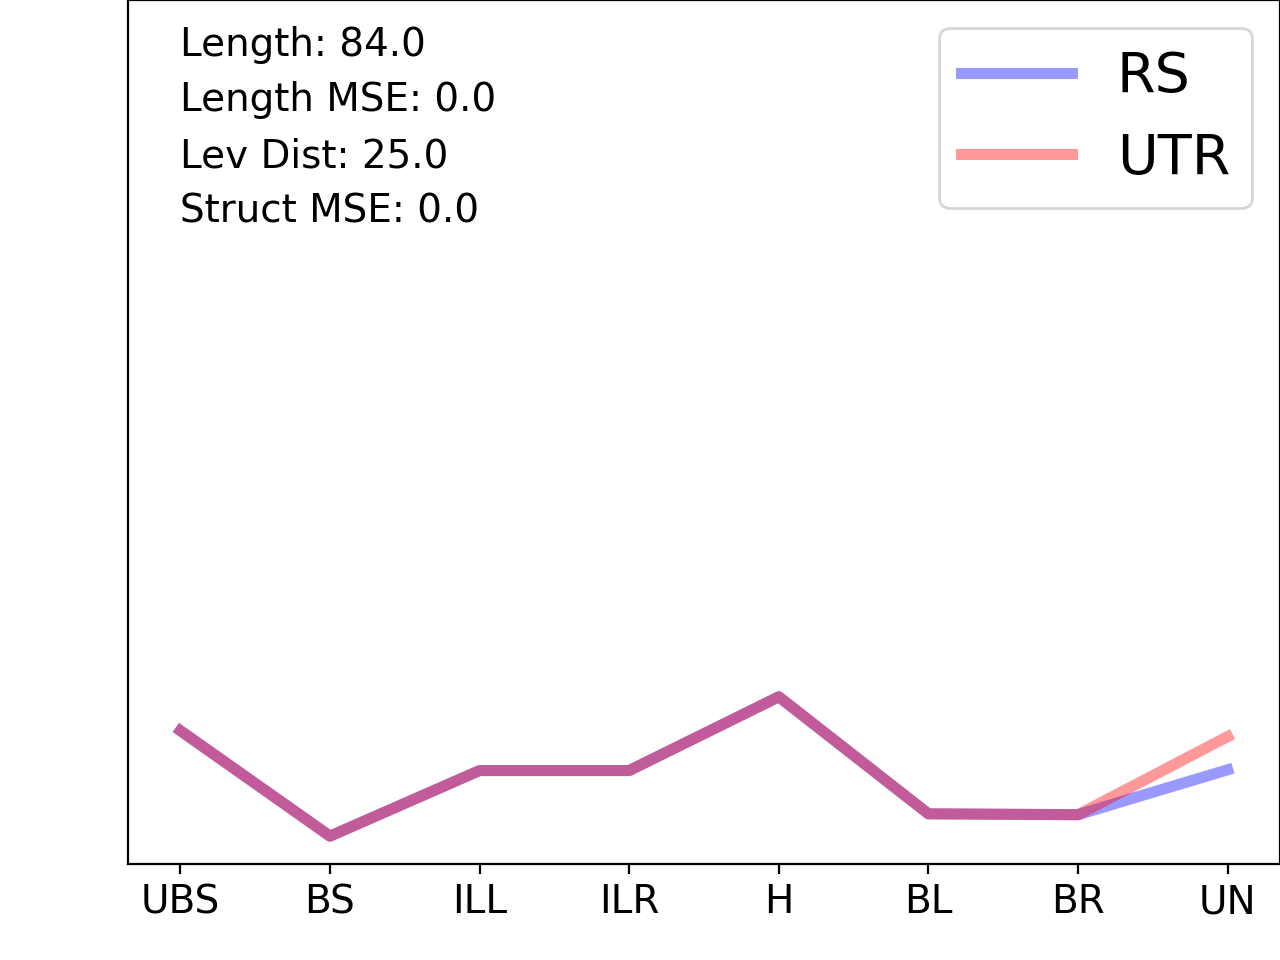 Length: 84.0
Length MSE: 0.0
Lev Dist: 25.0
Struct MSE: 0.0
RS
UTR
UBS BS ILL ILR H BL BR UN